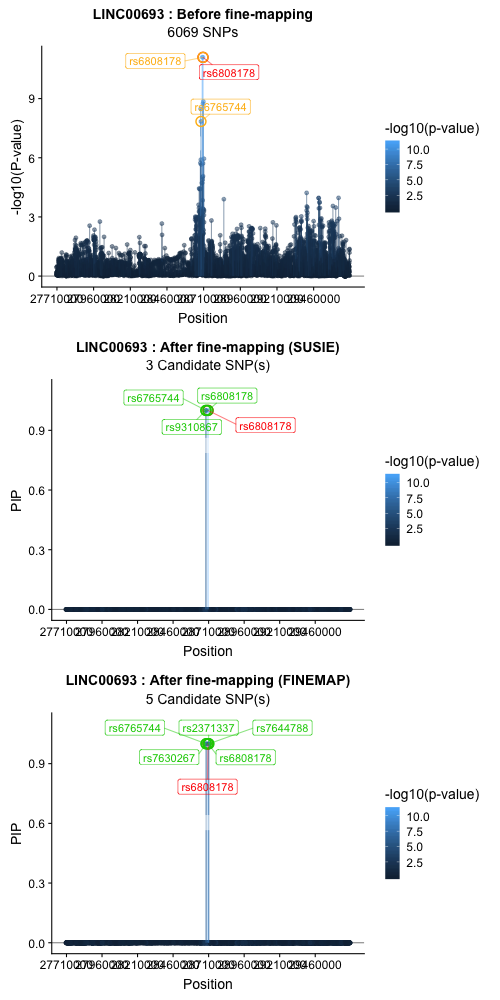 LINC00693 : Before fine-mapping
6069 SNPs
rs6808178
rs6808178
rs6765744
9
6
3
0
-log10(P-value)
Position
-log10(p-value)
10.0
7.5
5.0
2.5
LINC00693 : After fine-mapping (SUSIE)
3 Candidate SNP(s)
rs6765744
rs6808178
rs9310867
rs6808178
0.9
0.6
0.3
0.0
PIP
27710000
Position
-log10(p-value)
10.0
7.5
5.0
2.5
LINC00693 : After fine-mapping (FINEMAP)
5 Candidate SNP(s)
rs6765744 rs2371337 rs7644788
rs7630267 rs6808178
rs6808178
0.9
0.6
0.3
0.0
PIP
27710000
Position
-log10(p-value)
10.0
7.5
5.0
2.5